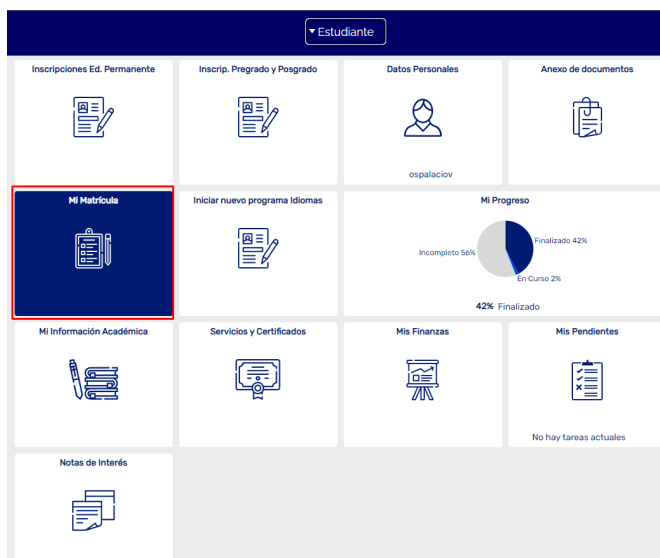 Estudiante
Inscripciones Ed. Permanente
Inscrip. Pregrado y Posgrado
Datos Personales
Anexo de documentos
ospalaciov
Mi Matrícula
Iniciar nuevo programa Idiomas
Mi Progreso
Finalizado 42%
Incompleto 56%
En Curso 2%
42% Finalizado
Mi Información Académica
Servicios y Certificados
Mis Finanzas
Mis Pendientes
No hay tareas actuales
Notas de Interés